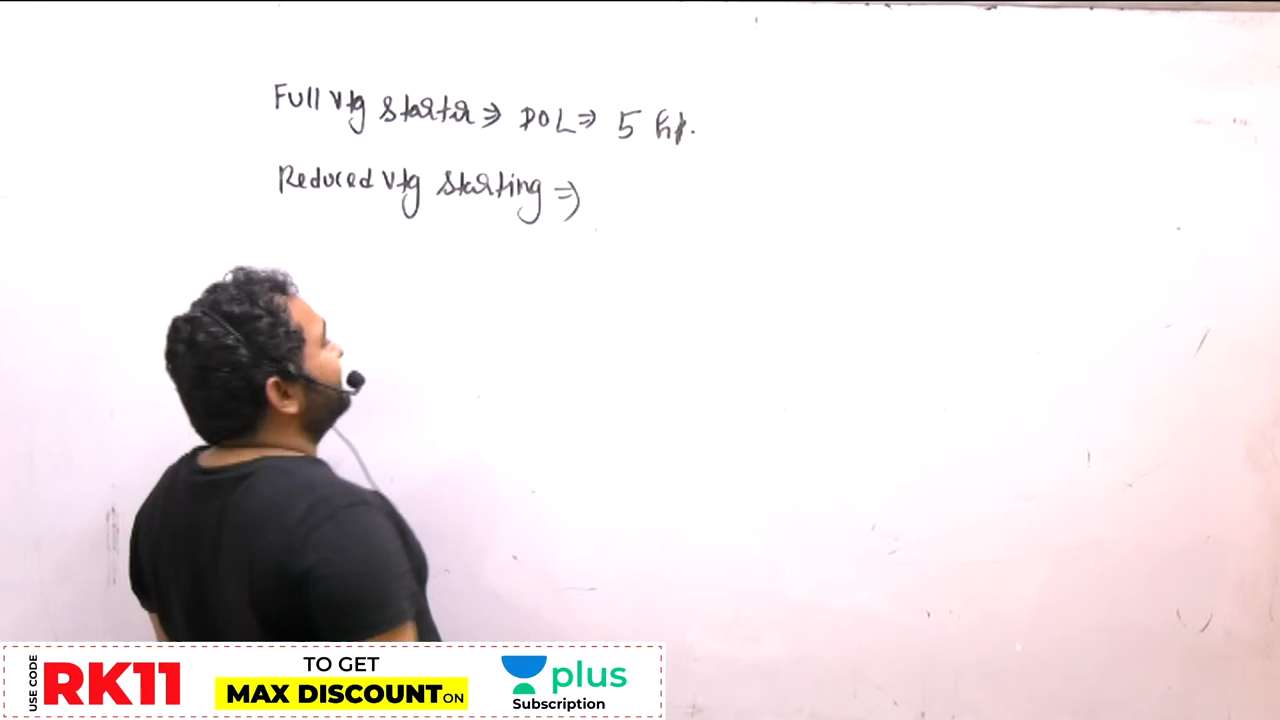 Full vtg starter ⇒ DOL ⇒ 5 hp.
Reduced vtg starting ⇒
USE CODE
RK11
TO GET
MAX DISCOUNT ON
plus
Subscription